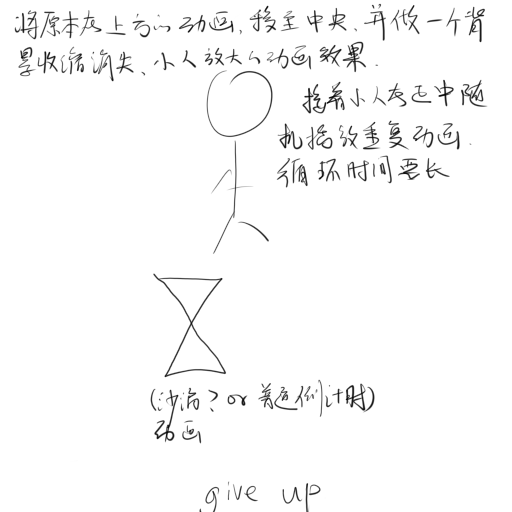 将原本在上方的动画,移至中央,并做一个背
景收缩消失、小人放大的动画效果.
接着小人在正中随
机播放重复动画.
循环时间要长
(沙漏? or 普通倒计时)
动画
give up